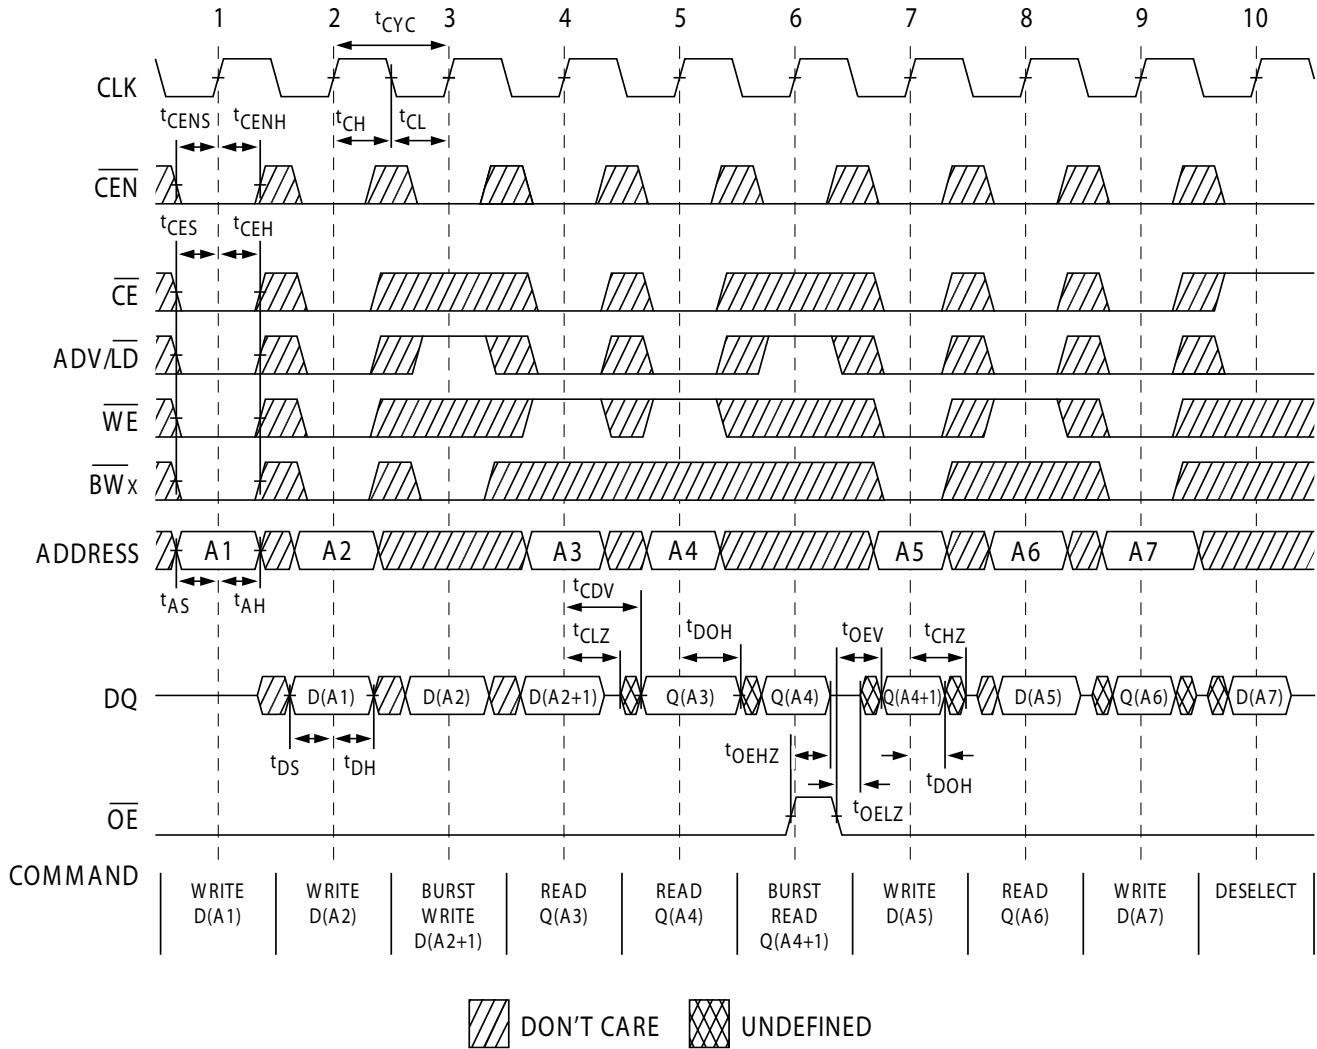 1 2 tCYC 3 4 5 6 7 8 9 10
CLK
tCENS tCENH tCH tCL
CEN
tCES tCEH
CE
ADV/LD
WE
BWx
ADDRESS A1 A2 A3 A4 A5 A6 A7
tAS tAH tCDV
tCLZ tDOH tOEV tCHZ
DQ D(A1) D(A2) D(A2+1) Q(A3) Q(A4) Q(A4+1) D(A5) Q(A6) D(A7)
tDS tDH tOEHZ tDOH
tOELZ
OE
COMMAND
WRITE WRITE BURST READ READ BURST WRITE READ WRITE DESELECT
D(A1) D(A2) WRITE Q(A3) Q(A4) READ D(A5) Q(A6) D(A7)
D(A2+1) Q(A4+1)
DON'T CARE UNDEFINED